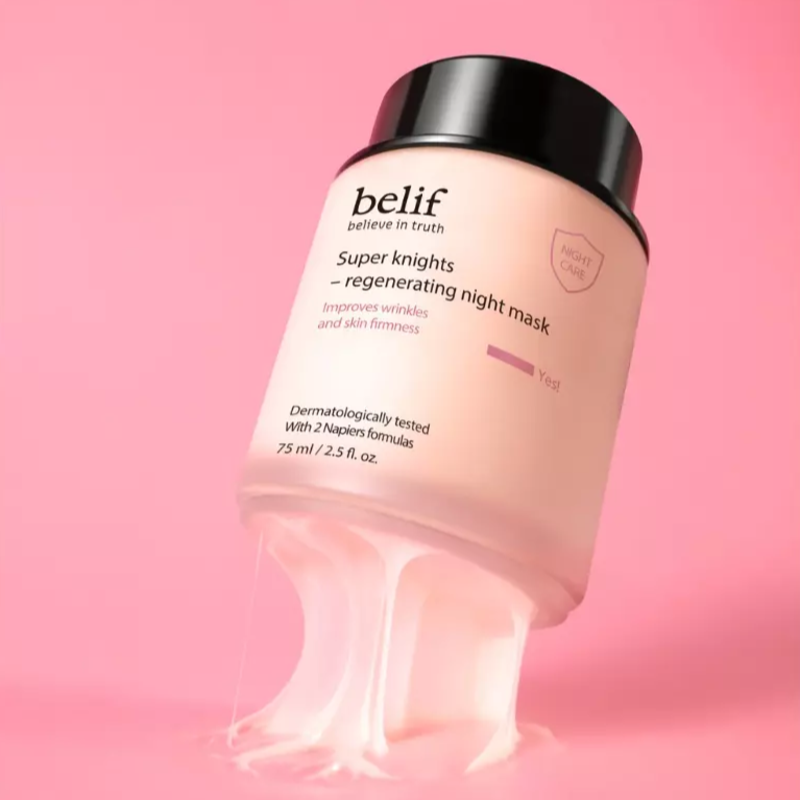 belif
believe in truth
Super knights
– regenerating night mask
Improves wrinkles
and skin firmness
NIGHT
CARE
Yes!
Dermatologically tested
With 2 Napiers formulas
75 ml / 2.5 fl. oz.